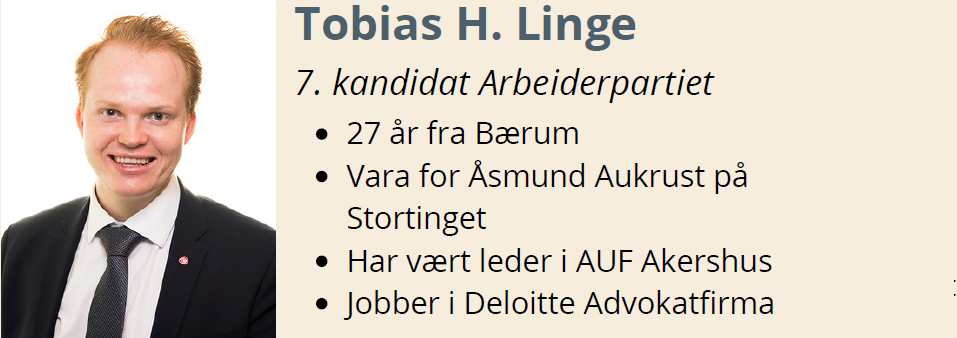 Tobias H. Linge
7. kandidat Arbeiderpartiet
• 27 år fra Bærum
• Vara for Åsmund Aukrust på
Stortinget
• Har vært leder i AUF Akershus
• Jobber i Deloitte Advokatfirma